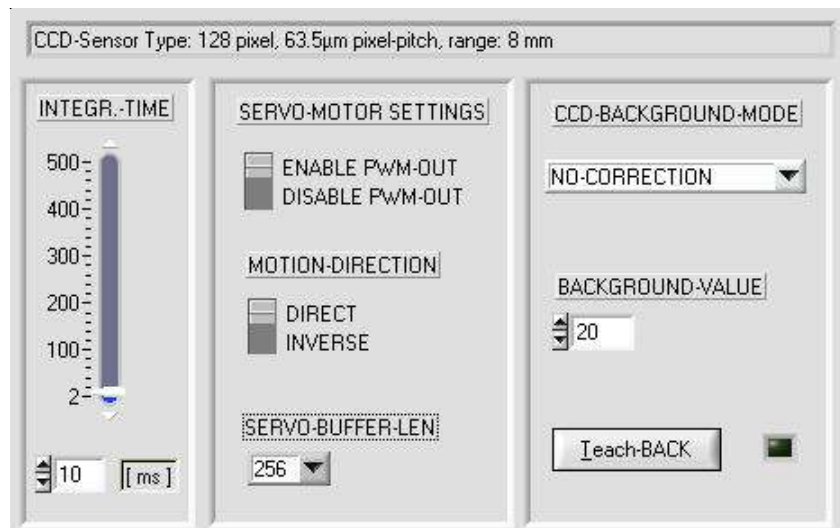 CCD-Sensor Type: 128 pixel, 63.5µm pixel-pitch, range: 8 mm
INTEGR.-TIME
500
400
300
200
100
2
10 [ ms ]
SERVO-MOTOR SETTINGS
ENABLE PWM-OUT
DISABLE PWM-OUT
MOTION-DIRECTION
DIRECT
INVERSE
SERVO-BUFFER-LEN
256
CCD-BACKGROUND-MODE
NO-CORRECTION
BACKGROUND-VALUE
20
Teach-BACK